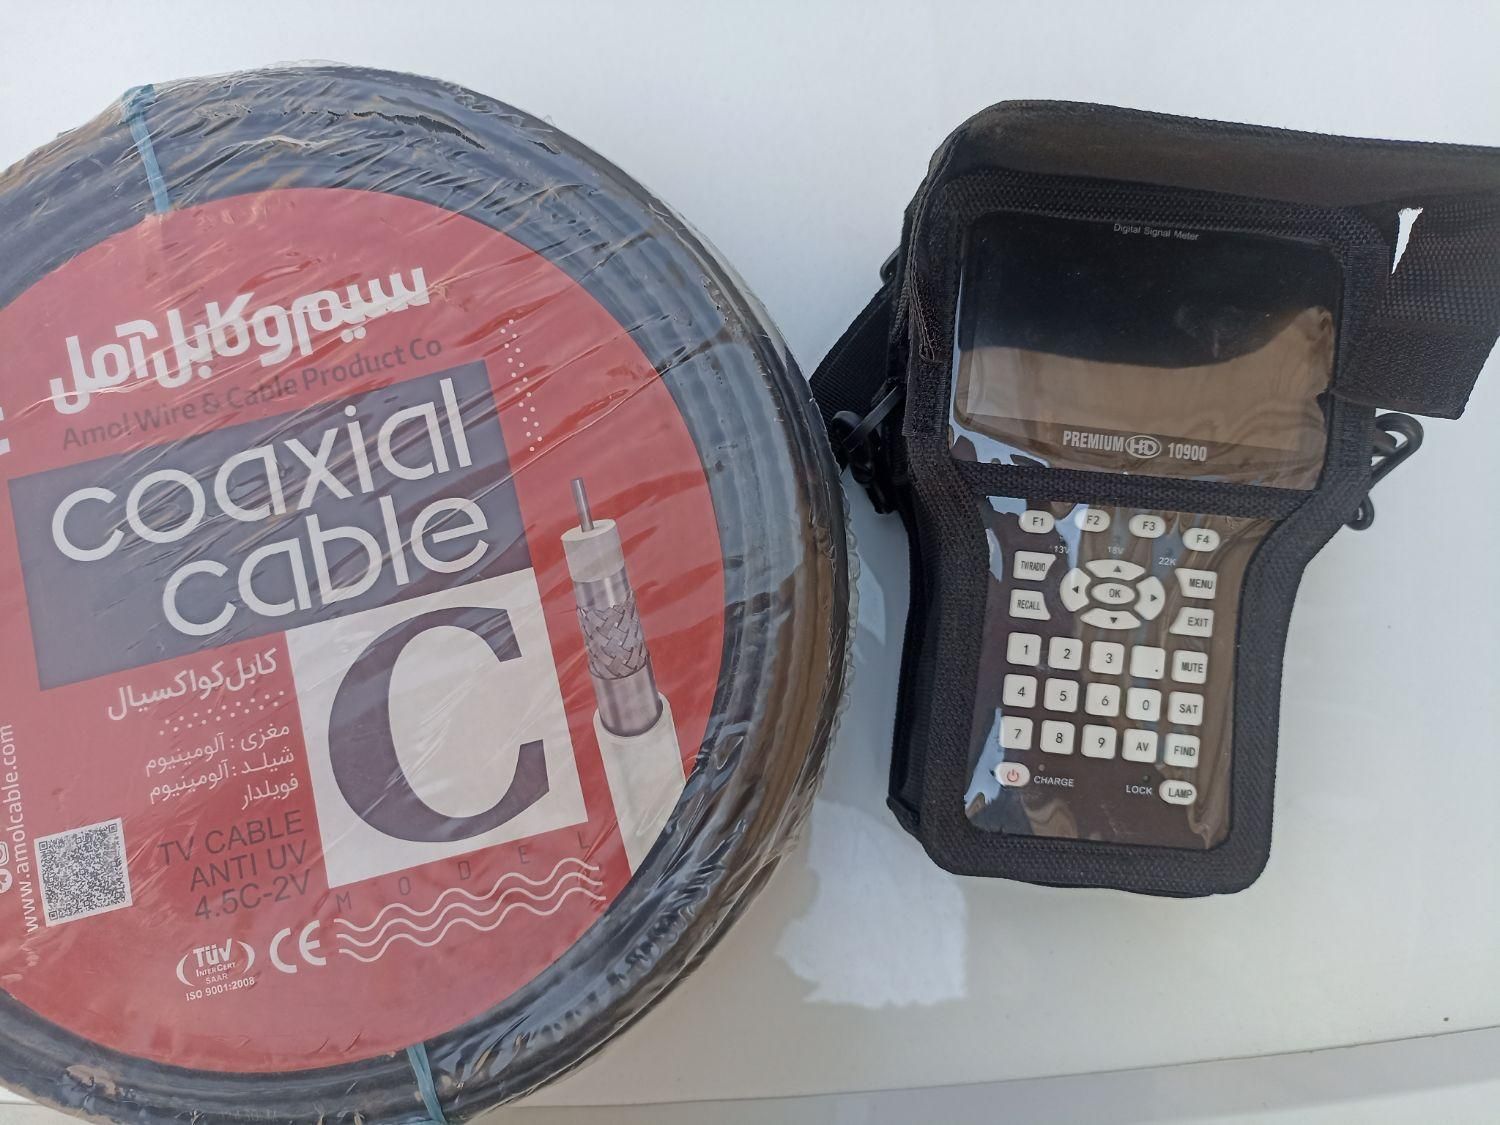 سیم و کابل آمل
Amol Wire & Cable Product Co
coaxial
cable
C
کابل کواکسیال
مغزی : آلومینیوم
شیلد : آلومینیوم
فویلدار
TV CABLE
ANTI UV
4.5C-2V
MODEL
www.amolcable.com
TÜV
INTERCERT
SAAR
ISO 9001:2008
CE
Digital Signal Meter
PREMIUM HD 10900
F1 F2 F3 F4
13V 18V 22K
TV/RADIO MENU
OK
RECALL EXIT
1 2 3 . MUTE
4 5 6 0 SAT
7 8 9 AV FIND
CHARGE LOCK LAMP